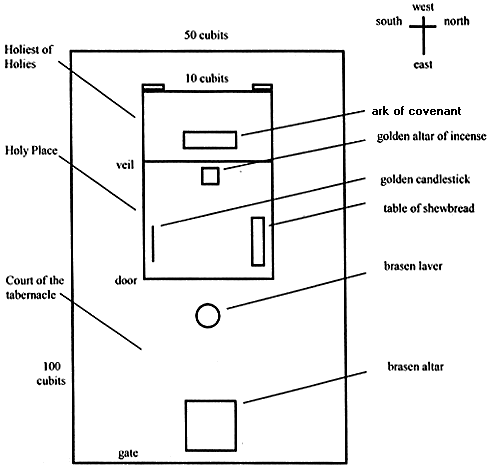 50 cubits
west
south
north
east
Holiest of
Holies
10 cubits
ark of covenant
golden altar of incense
Holy Place
veil
golden candlestick
table of shewbread
door
brasen laver
Court of the
tabernacle
100
cubits
brasen altar
gate